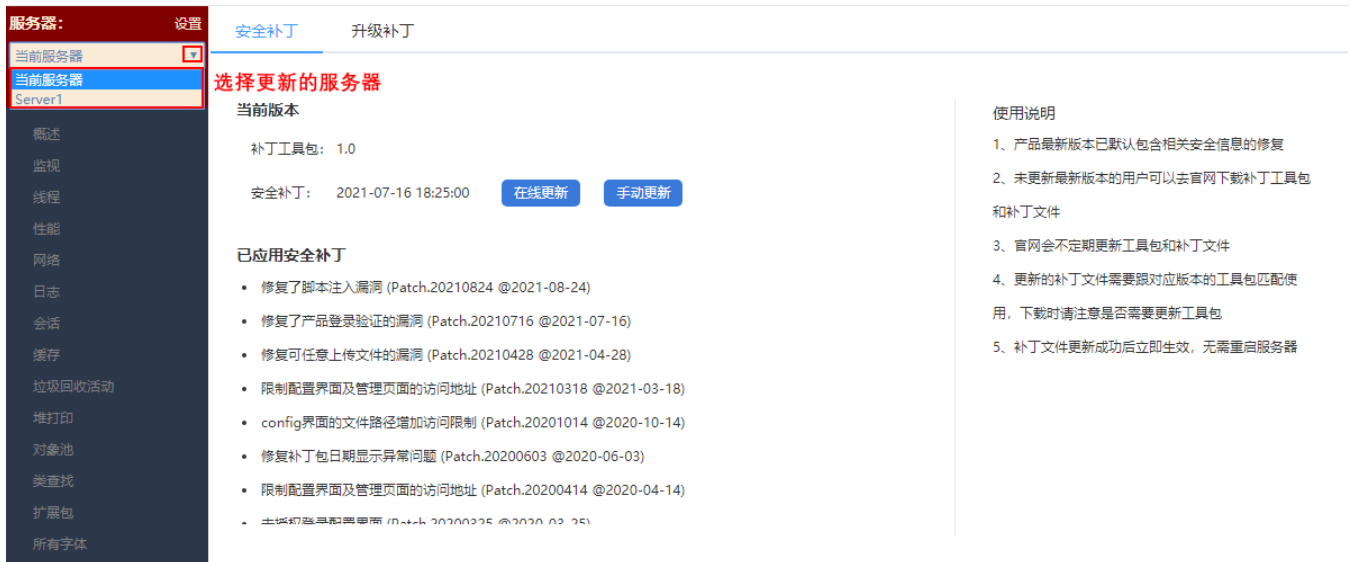 服务器： 设置
当前服务器
当前服务器
Server1
概述
监视
线程
性能
网络
日志
会话
缓存
垃圾回收活动
堆打印
对象池
类查找
扩展包
所有字体
安全补丁 升级补丁
选择更新的服务器
当前版本
补丁工具包： 1.0
安全补丁： 2021-07-16 18:25:00 在线更新 手动更新
已应用安全补丁
• 修复了脚本注入漏洞 (Patch.20210824 @2021-08-24)
• 修复了产品登录验证的漏洞 (Patch.20210716 @2021-07-16)
• 修复可任意上传文件的漏洞 (Patch.20210428 @2021-04-28)
• 限制配置界面及管理页面的访问地址 (Patch.20210318 @2021-03-18)
• config界面的文件路径增加访问限制 (Patch.20201014 @2020-10-14)
• 修复补丁包日期显示异常问题 (Patch.20200603 @2020-06-03)
• 限制配置界面及管理页面的访问地址 (Patch.20200414 @2020-04-14)
• 未授权登录配置界面 (Patch.20200325 @2020-03-25)
使用说明
1、产品最新版本已默认包含相关安全信息的修复
2、未更新最新版本的用户可以去官网下载补丁工具包
和补丁文件
3、官网会不定期更新工具包和补丁文件
4、更新的补丁文件需要跟对应版本的工具包匹配使
用，下载时请注意是否需要更新工具包
5、补丁文件更新成功后立即生效，无需重启服务器